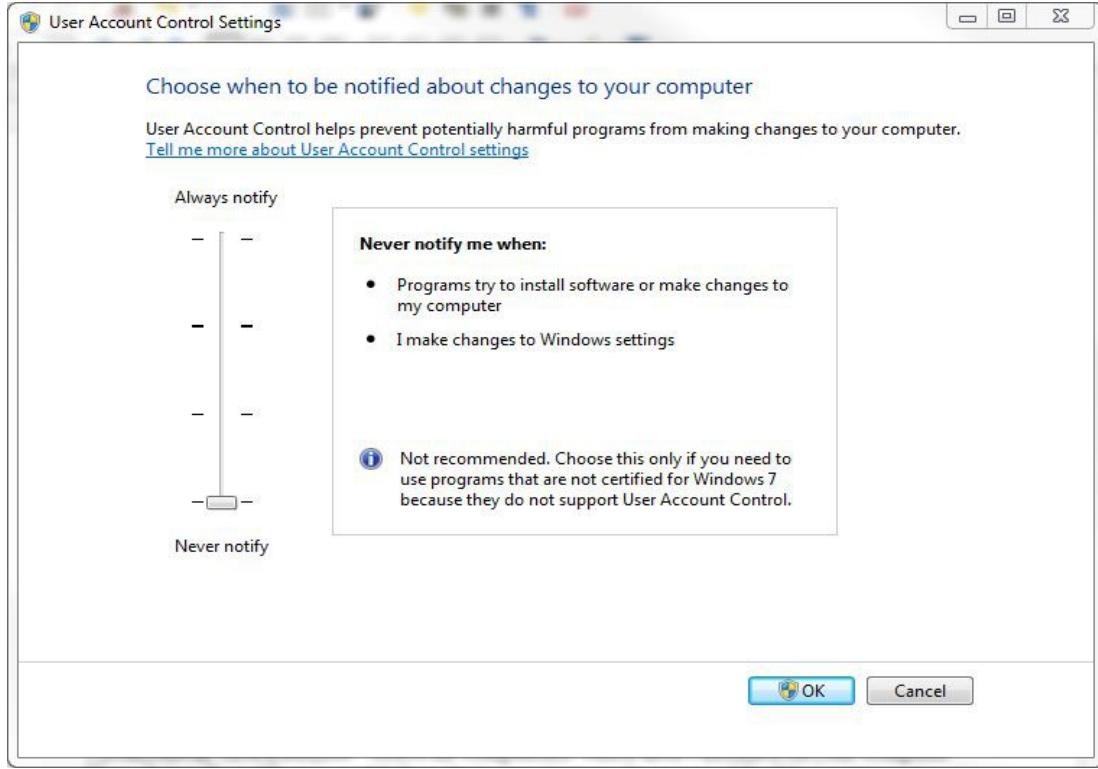 User Account Control Settings
Choose when to be notified about changes to your computer
User Account Control helps prevent potentially harmful programs from making changes to your computer.
Tell me more about User Account Control settings
Always notify
Never notify me when:
Programs try to install software or make changes to
my computer
I make changes to Windows settings
Not recommended. Choose this only if you need to
use programs that are not certified for Windows 7
because they do not support User Account Control.
Never notify
OK
Cancel